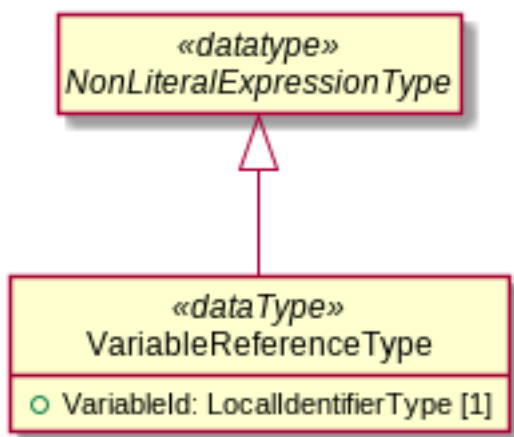 «datatype»
NonLiteralExpressionType
«dataType»
VariableReferenceType
VariableId: LocalIdentifierType [1]